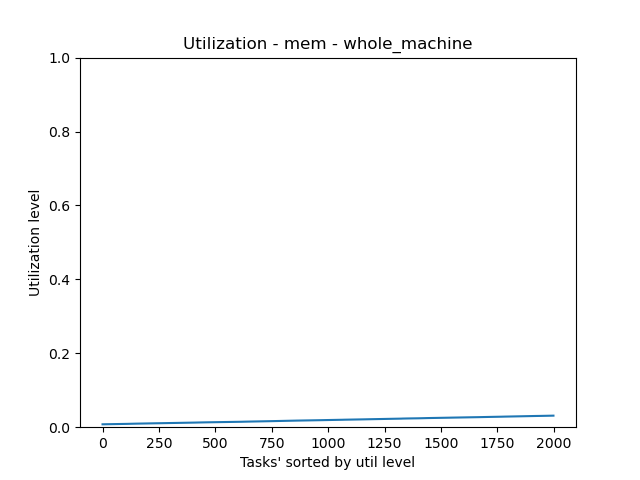 Utilization - mem - whole_machine
1.0
0.8
0.6
0.4
0.2
0.0
Utilization level
0 250 500 750 1000 1250 1500 1750 2000
Tasks' sorted by util level